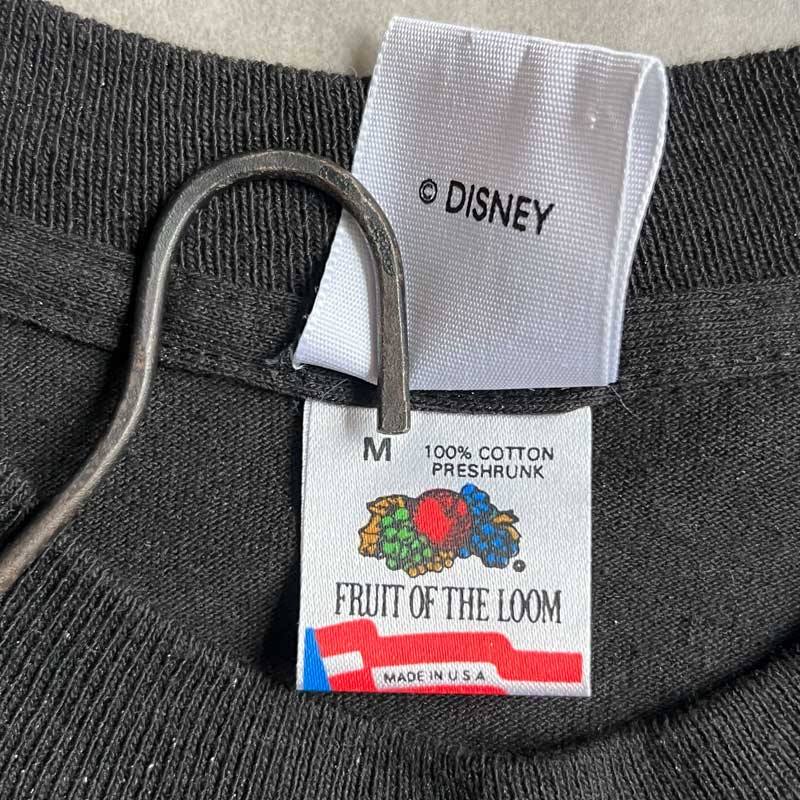 © DISNEY
M
100% COTTON
PRESHRUNK
®
FRUIT OF THE LOOM
MADE IN U S A